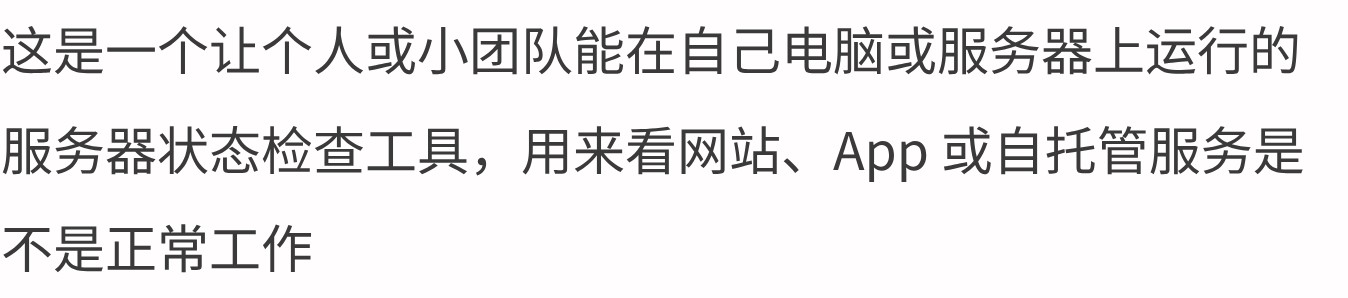 这是一个让个人或小团队能在自己电脑或服务器上运行的
服务器状态检查工具，用来看网站、App 或自托管服务是
不是正常工作